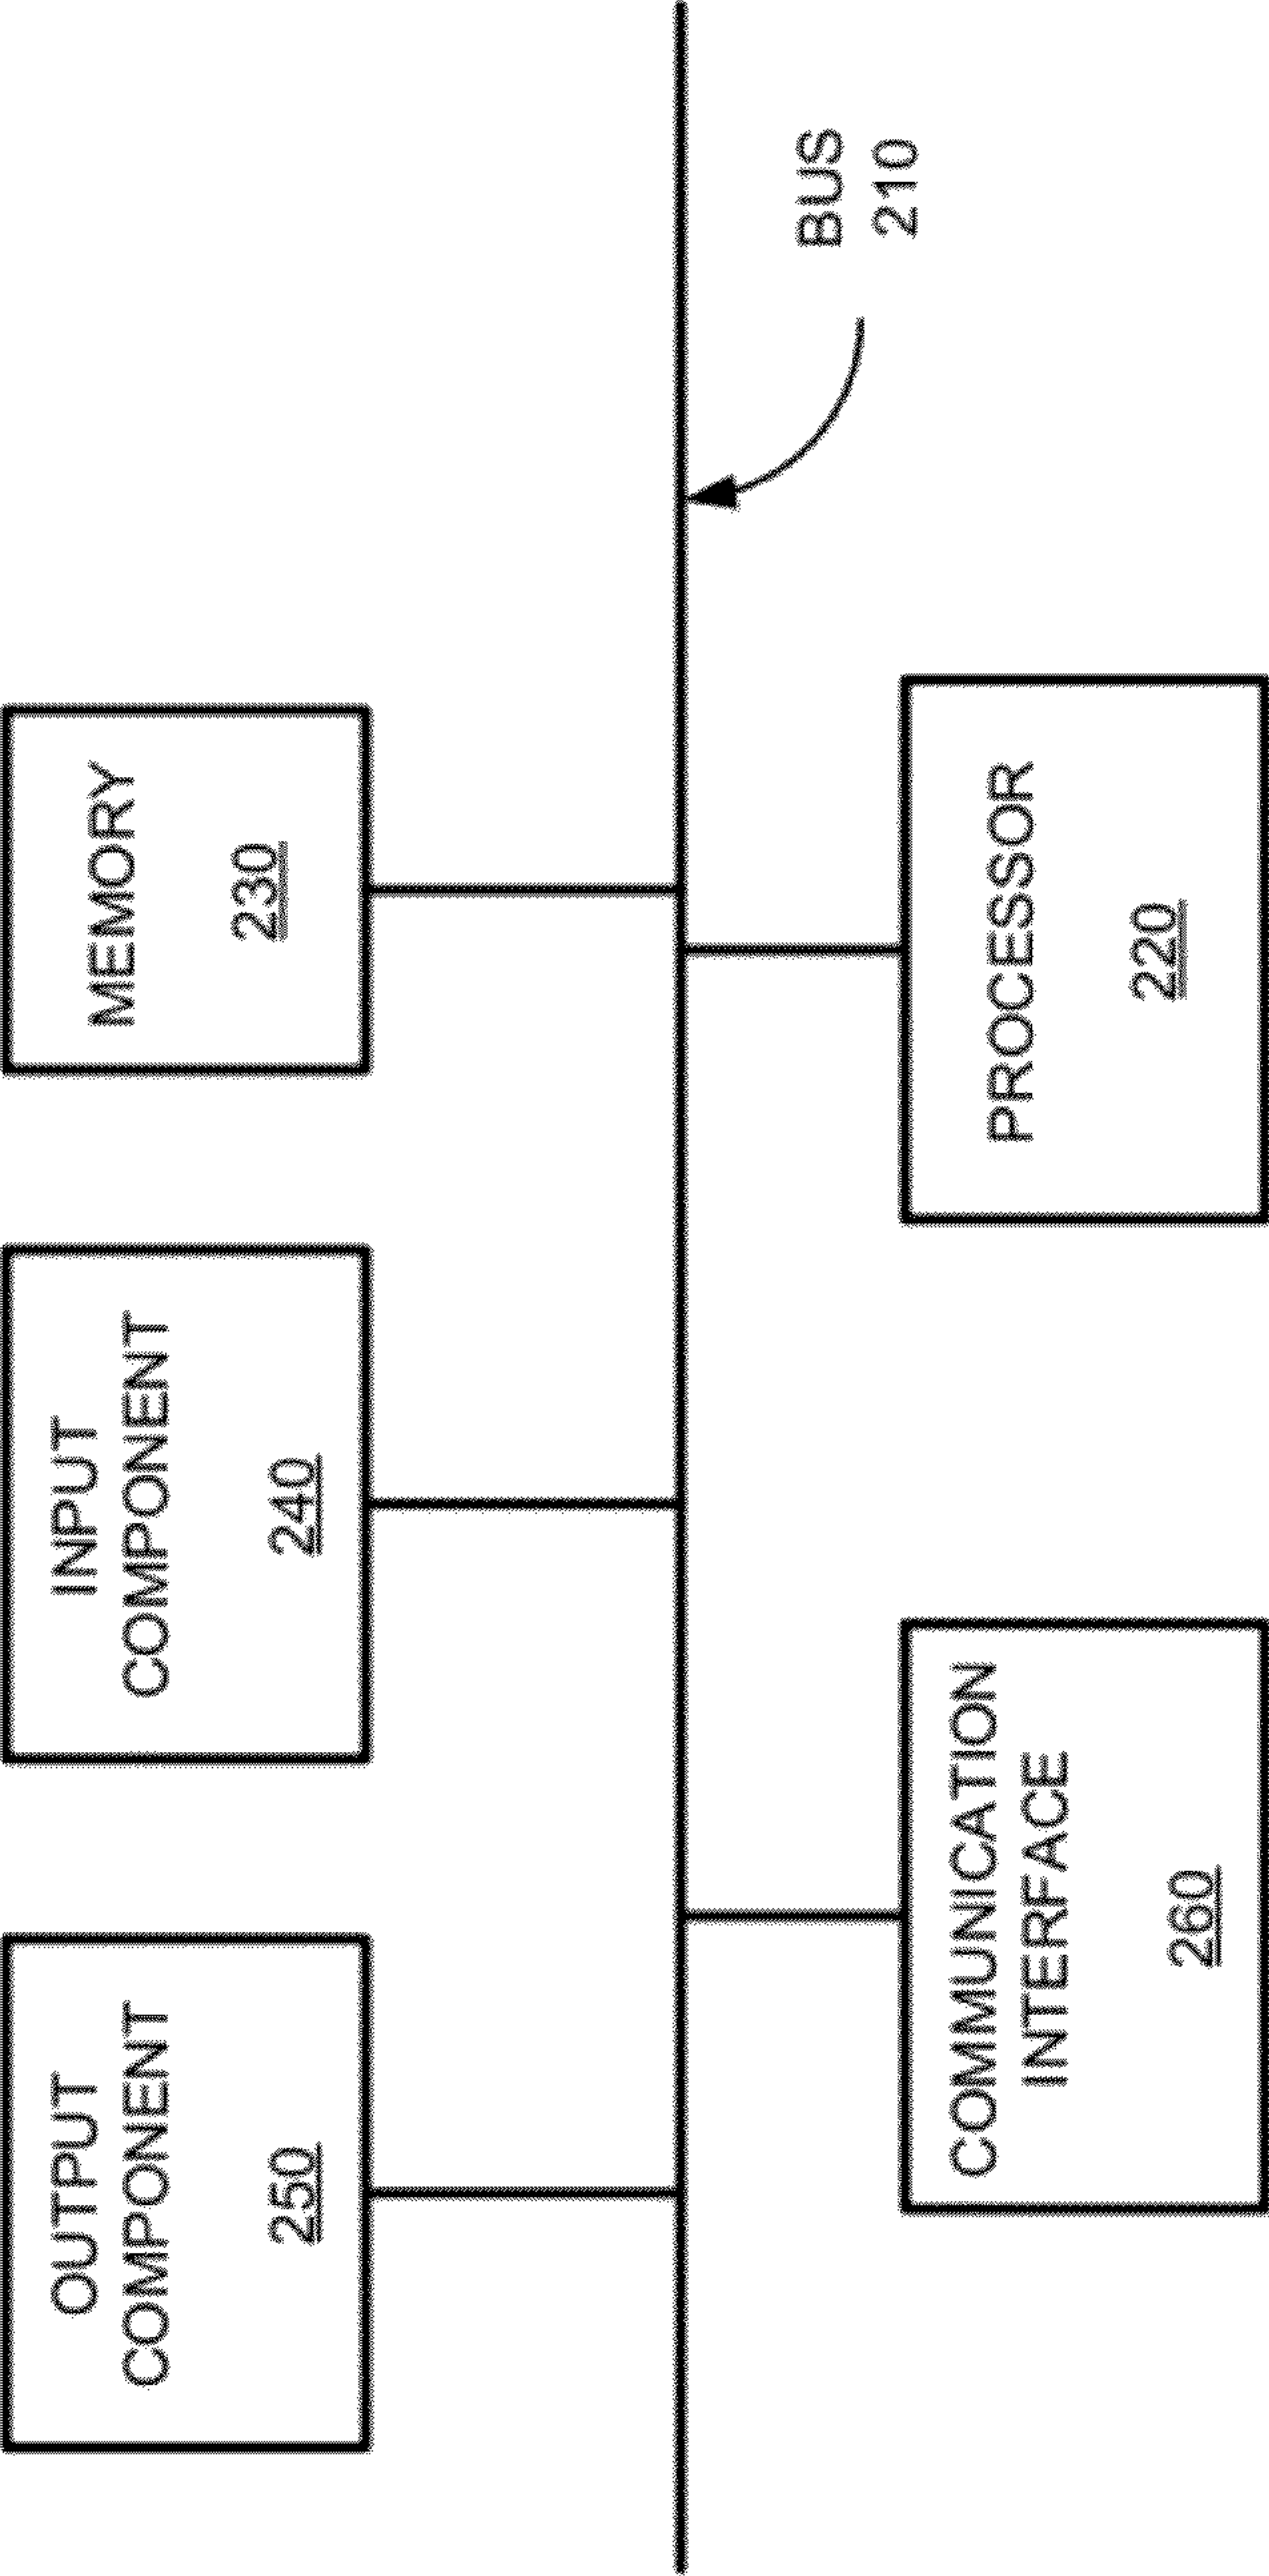 OUTPUT
COMPONENT
250
INPUT
COMPONENT
240
MEMORY
230
BUS
210
COMMUNICATION
INTERFACE
260
PROCESSOR
220